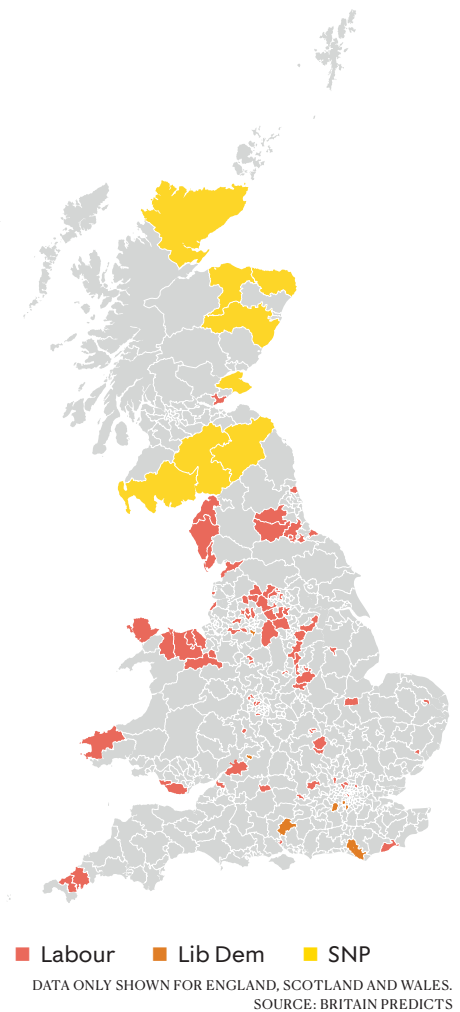 Labour Lib Dem SNP
DATA ONLY SHOWN FOR ENGLAND, SCOTLAND AND WALES.
SOURCE: BRITAIN PREDICTS